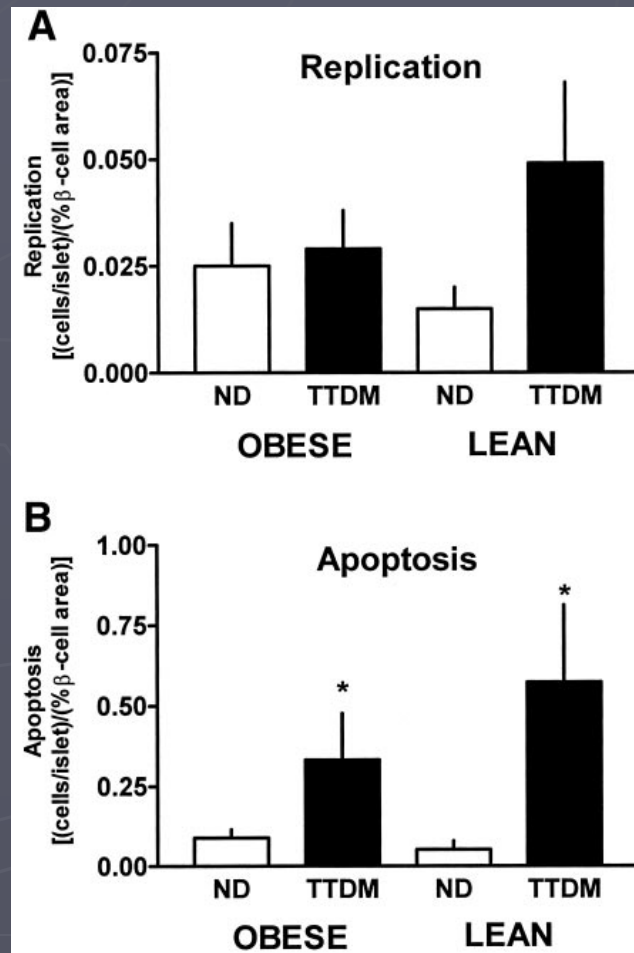 A
Replication
0.075
0.050
0.025
0.000
Replication
[(cells/islet)/(%β-cell area)]
ND TTDM ND TTDM
OBESE LEAN
B
Apoptosis
1.00
0.75
0.50
0.25
0.00
Apoptosis
[(cells/islet)/(%β-cell area)]
* *
ND TTDM ND TTDM
OBESE LEAN